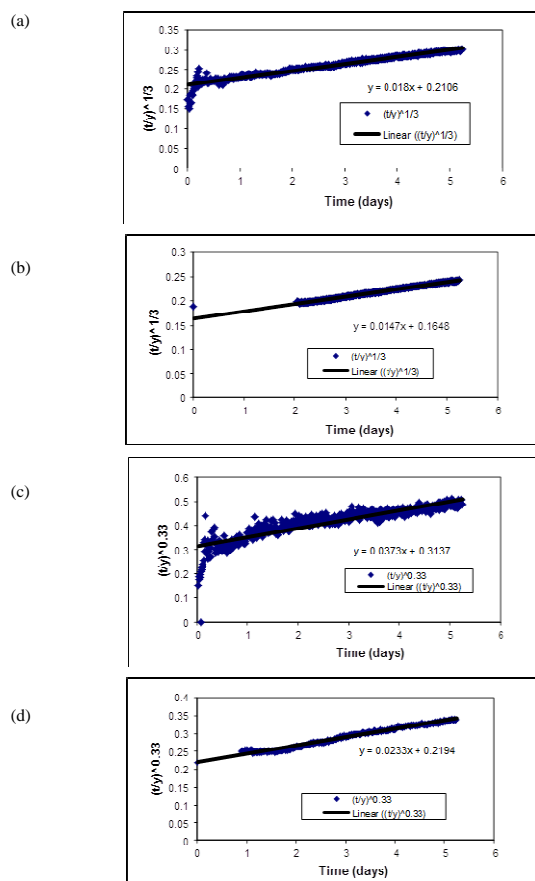 (a)
0.35
0.3
0.25
0.2
0.15
0.1
0.05
0
(t/y)^1/3
y = 0.018x + 0.2106
(t/y)^1/3
Linear ((t/y)^1/3)
0 1 2 3 4 5 6
Time (days)
(b)
0.3
0.25
0.2
0.15
0.1
0.05
0
(t/y)^1/3
y = 0.0147x + 0.1648
(t/y)^1/3
Linear ((t/y)^1/3)
0 1 2 3 4 5 6
Time (days)
(c)
0.6
0.5
0.4
0.3
0.2
0.1
0
(t/y)^0.33
y = 0.0373x + 0.3137
(t/y)^0.33
Linear ((t/y)^0.33)
0 1 2 3 4 5 6
Time (days)
(d)
0.4
0.35
0.3
0.25
0.2
0.15
0.1
0.05
0
(t/y)^0.33
y = 0.0233x + 0.2194
(t/y)^0.33
Linear ((t/y)^0.33)
0 1 2 3 4 5 6
Time (days)